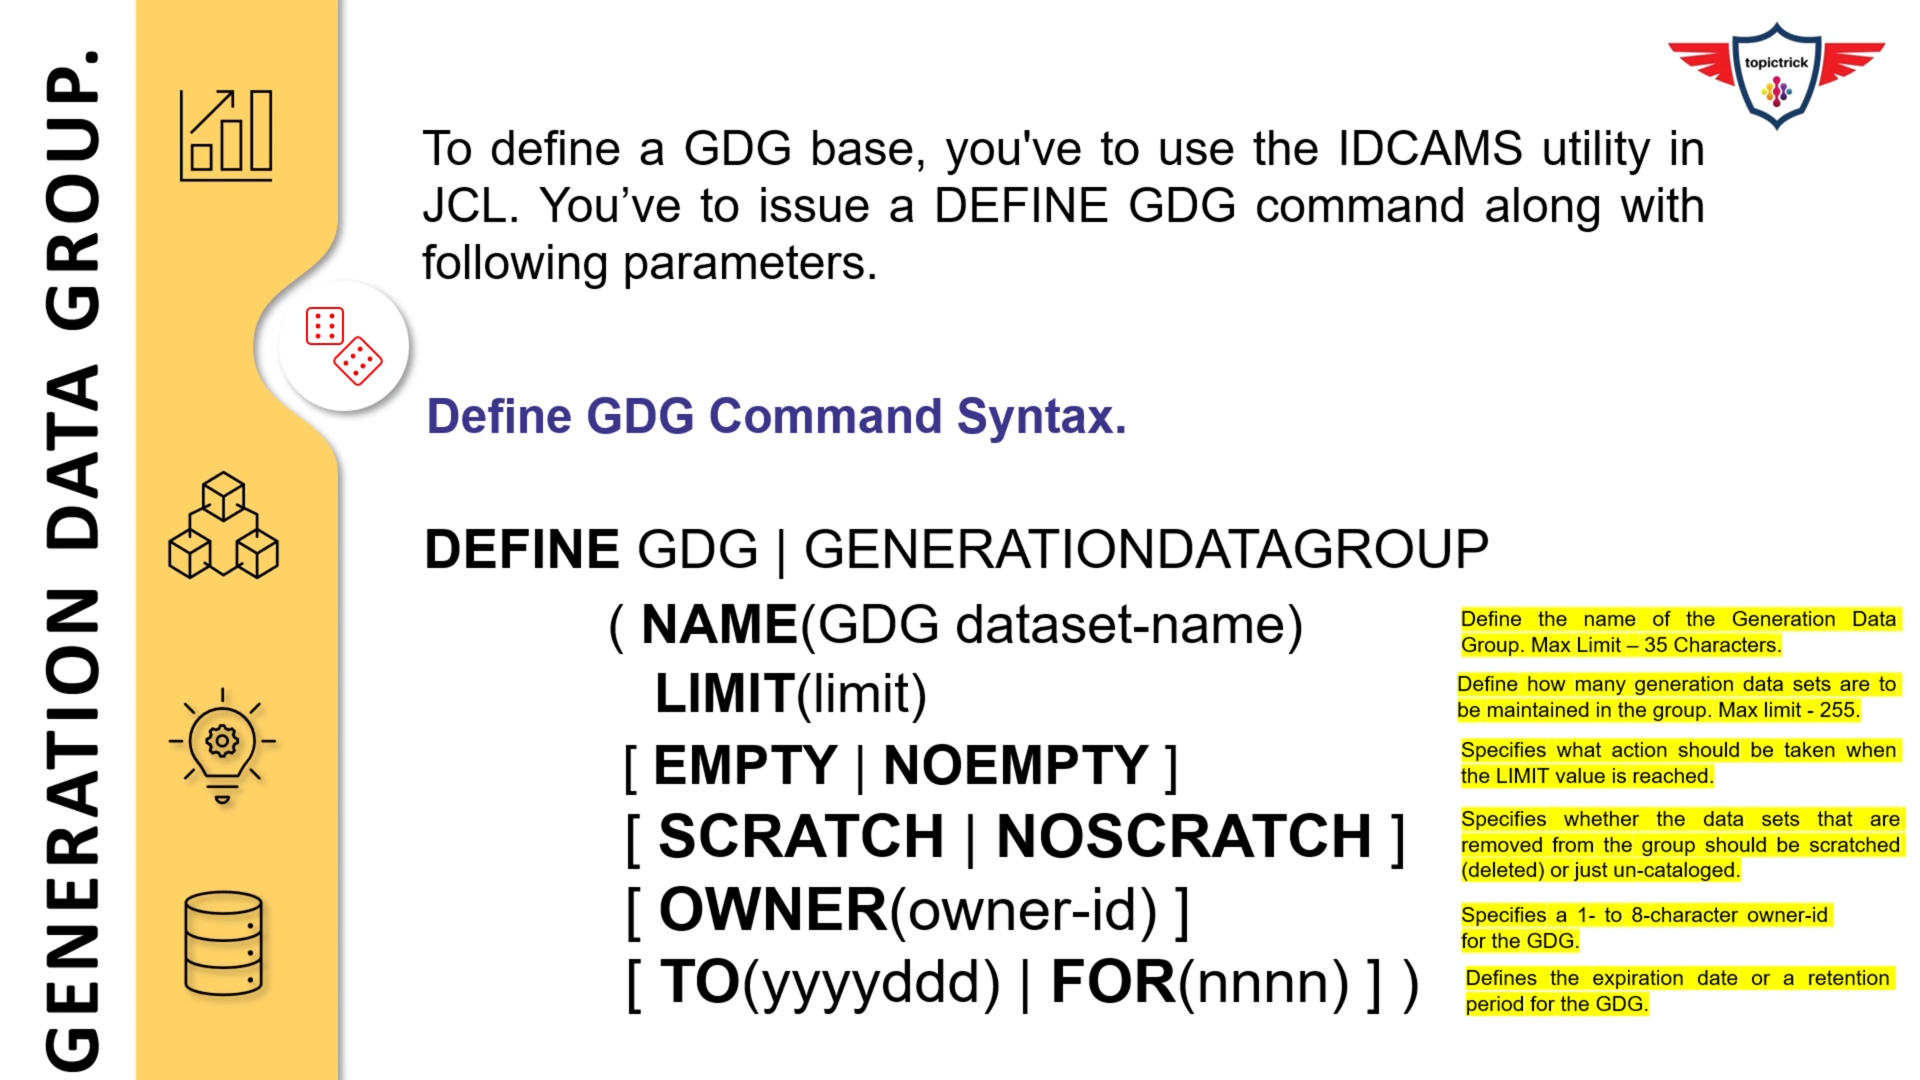 GENERATION DATA GROUP.
topictrick
To define a GDG base, you've to use the IDCAMS utility in
JCL. You’ve to issue a DEFINE GDG command along with
following parameters.
Define GDG Command Syntax.
DEFINE GDG | GENERATIONDATAGROUP
( NAME(GDG dataset-name)
Define the name of the Generation Data
Group. Max Limit – 35 Characters.
LIMIT(limit)
Define how many generation data sets are to
be maintained in the group. Max limit - 255.
[ EMPTY | NOEMPTY ]
Specifies what action should be taken when
the LIMIT value is reached.
[ SCRATCH | NOSCRATCH ]
Specifies whether the data sets that are
removed from the group should be scratched
(deleted) or just un-cataloged.
[ OWNER(owner-id) ]
Specifies a 1- to 8-character owner-id
for the GDG.
[ TO(yyyyddd) | FOR(nnnn) ] )
Defines the expiration date or a retention
period for the GDG.